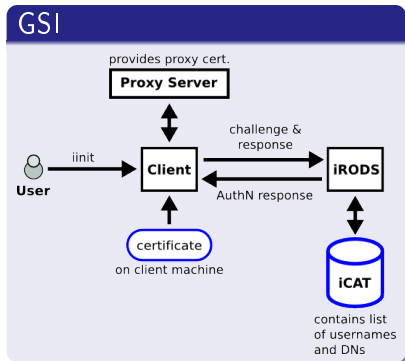 GSI
provides proxy cert.
Proxy Server
challenge &
response
iinit
Client
iRODS
User
AuthN response
certificate
on client machine
iCAT
contains list
of usernames
and DNs